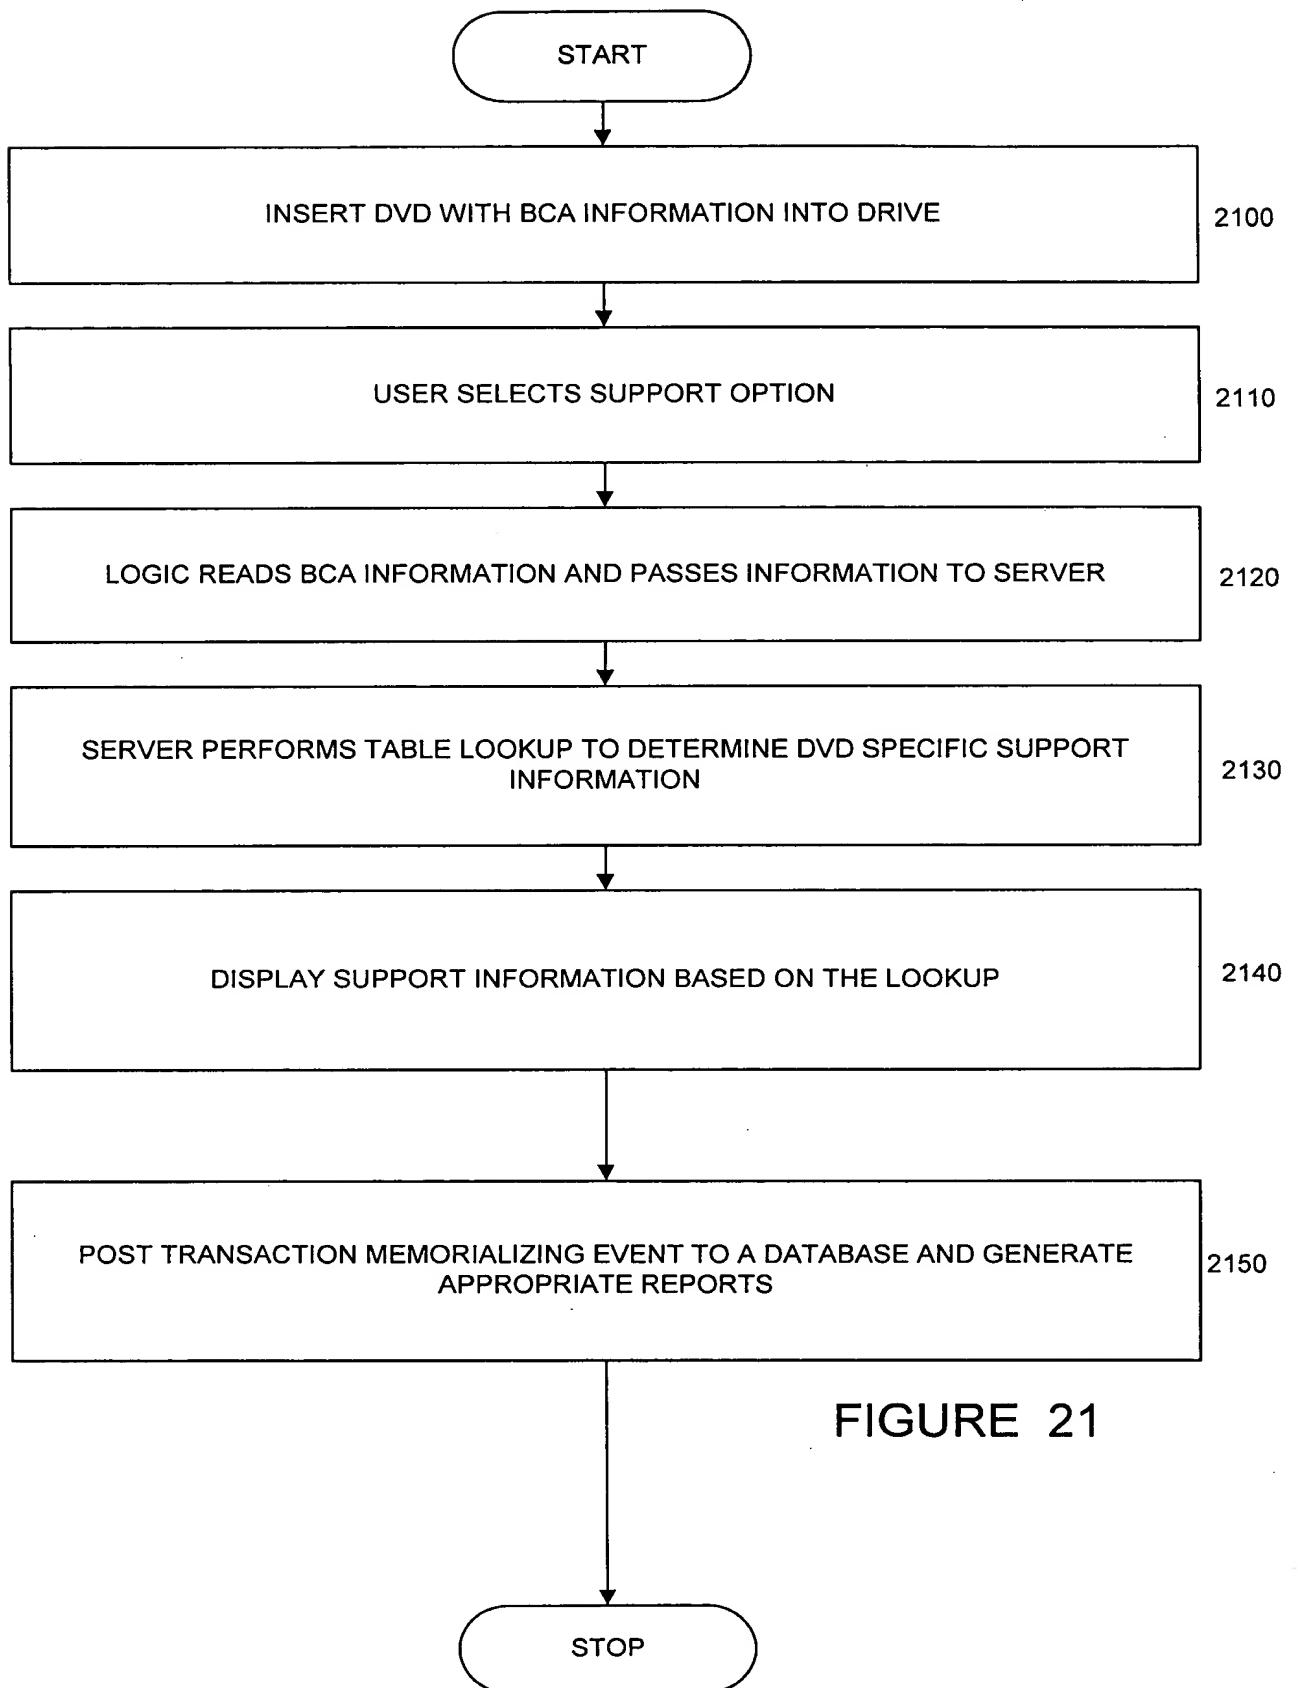 START
INSERT DVD WITH BCA INFORMATION INTO DRIVE
2100
USER SELECTS SUPPORT OPTION
2110
LOGIC READS BCA INFORMATION AND PASSES INFORMATION TO SERVER
2120
SERVER PERFORMS TABLE LOOKUP TO DETERMINE DVD SPECIFIC SUPPORT
INFORMATION
2130
DISPLAY SUPPORT INFORMATION BASED ON THE LOOKUP
2140
POST TRANSACTION MEMORIALIZING EVENT TO A DATABASE AND GENERATE
APPROPRIATE REPORTS
2150
FIGURE 21
STOP